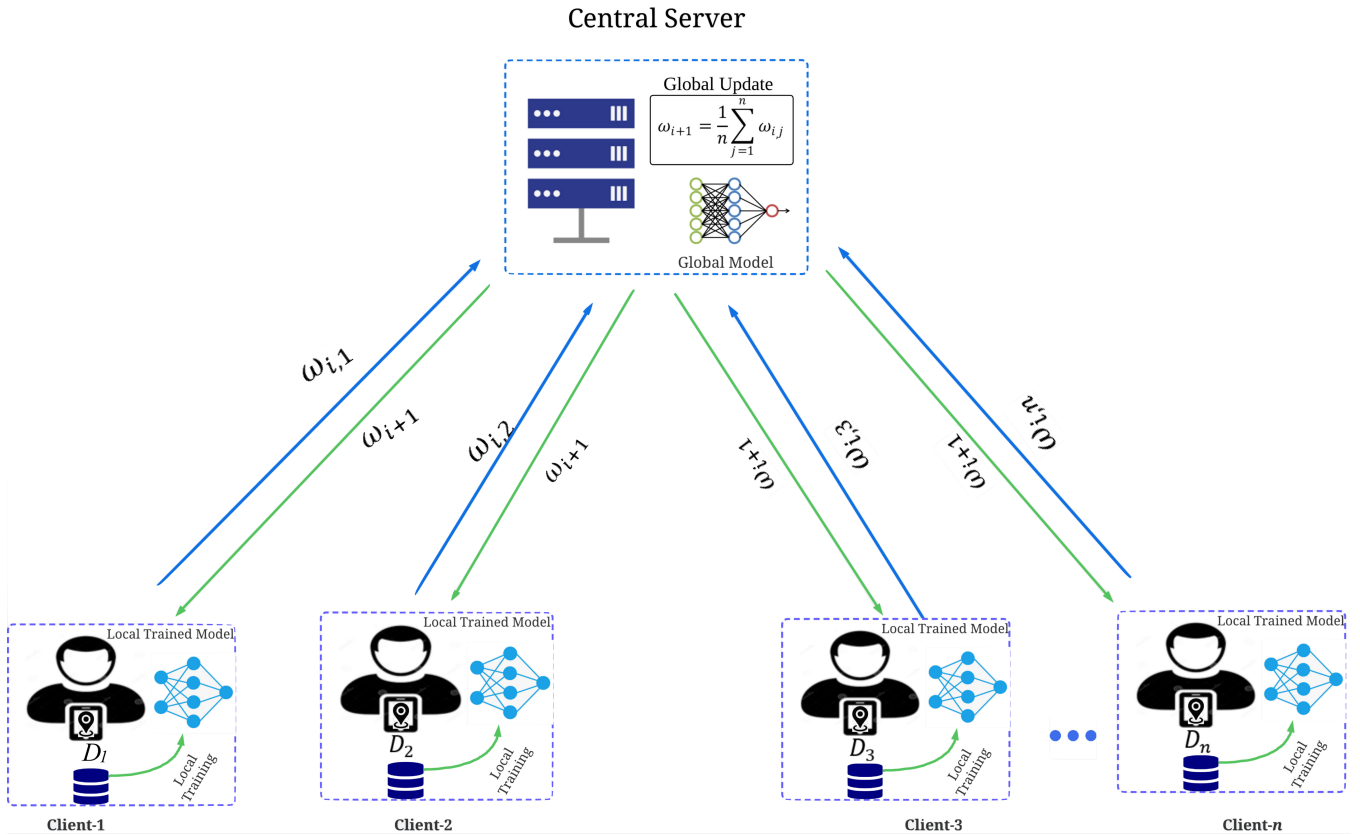 Central Server
Global Update
ω_{i+1} = \frac{1}{n} \sum_{j=1}^{n} ω_{ij}
Global Model
ω_{i,1}
ω_{i+1}
ω_{i,2}
ω_{i+1}
ω_{i+1}
ω_{i,3}
ω_{i+1}
ω_{i,n}
Local Trained Model
D_1
Local
Training
Client-1
Local Trained Model
D_2
Local
Training
Client-2
Local Trained Model
D_3
Local
Training
Client-3
Local Trained Model
D_n
Local
Training
Client-n